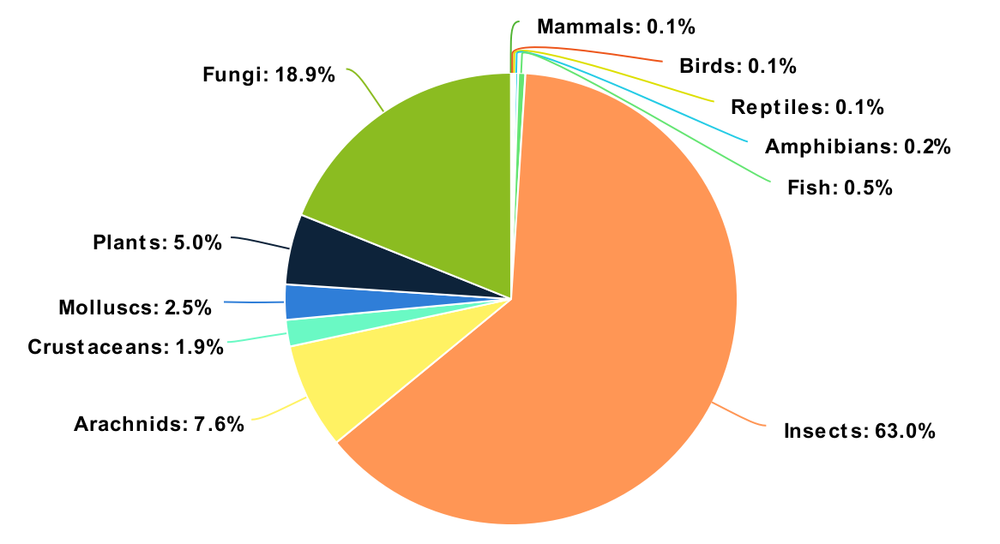 Mammals: 0.1%
Birds: 0.1%
Reptiles: 0.1%
Amphibians: 0.2%
Fish: 0.5%
Insects: 63.0%
Arachnids: 7.6%
Crustaceans: 1.9%
Molluscs: 2.5%
Plants: 5.0%
Fungi: 18.9%